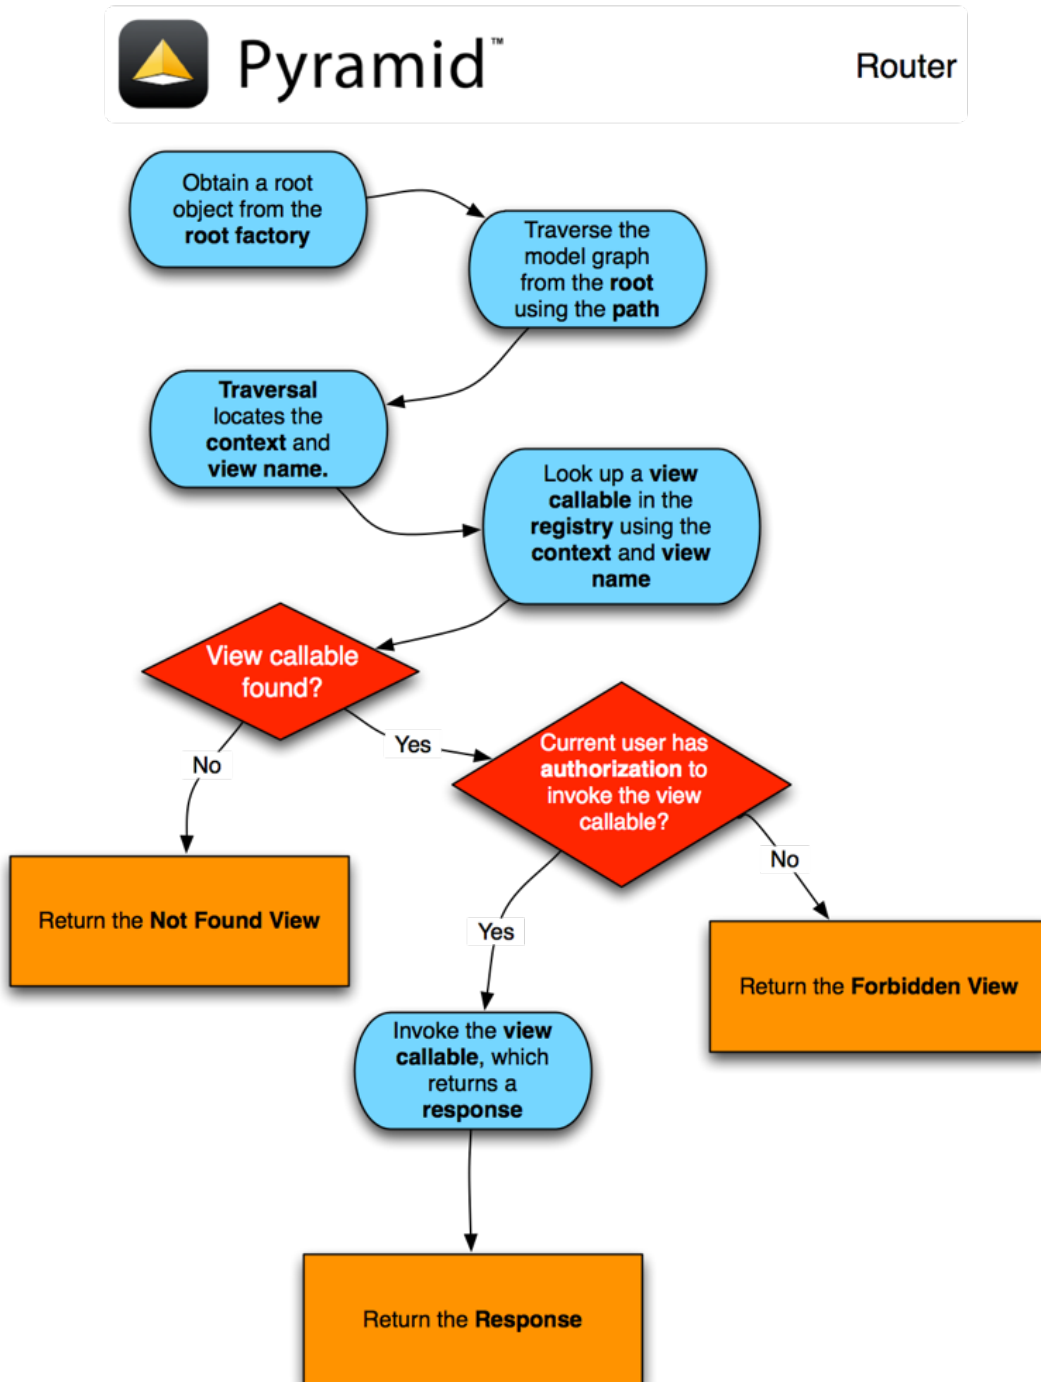 Pyramid™
Router
Obtain a root
object from the
root factory
Traverse the
model graph
from the root
using the path
Traversal
locates the
context and
view name.
Look up a view
callable in the
registry using the
context and view
name
View callable
found?
Yes
No
Current user has
authorization to
invoke the view
callable?
No
Yes
Return the Not Found View
Return the Forbidden View
Invoke the view
callable, which
returns a
response
Return the Response